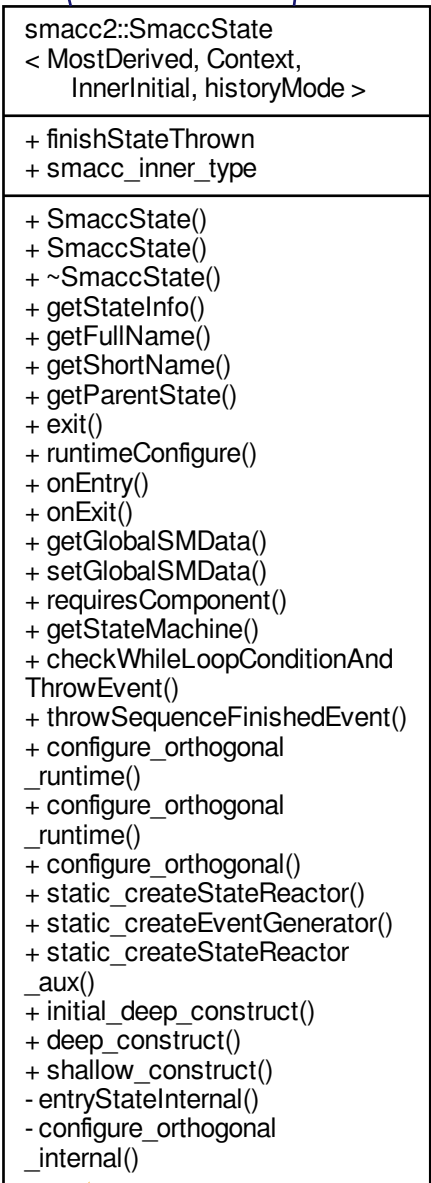 smacc2::SmaccState
< MostDerived, Context,
InnerInitial, historyMode >
+ finishStateThrown
+ smacc_inner_type
+ SmaccState()
+ SmaccState()
+ ~SmaccState()
+ getStateInfo()
+ getFullName()
+ getShortName()
+ getParentState()
+ exit()
+ runtimeConfigure()
+ onEntry()
+ onExit()
+ getGlobalSMData()
+ setGlobalSMData()
+ requiresComponent()
+ getStateMachine()
+ checkWhileLoopConditionAnd
ThrowEvent()
+ throwSequenceFinishedEvent()
+ configure_orthogonal
_runtime()
+ configure_orthogonal
_runtime()
+ configure_orthogonal()
+ static_createStateReactor()
+ static_createEventGenerator()
+ static_createStateReactor
_aux()
+ initial_deep_construct()
+ deep_construct()
+ shallow_construct()
- entryStateInternal()
- configure_orthogonal
_internal()